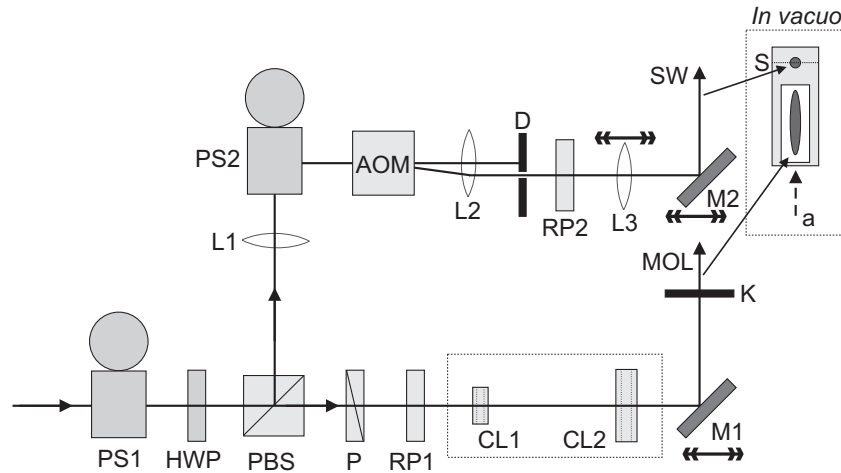 In vacuo
S
SW
D
PS2
AOM
L2
RP2
L3
M2
a
L1
MOL
K
PS1
HWP
PBS
P
RP1
CL1
CL2
M1